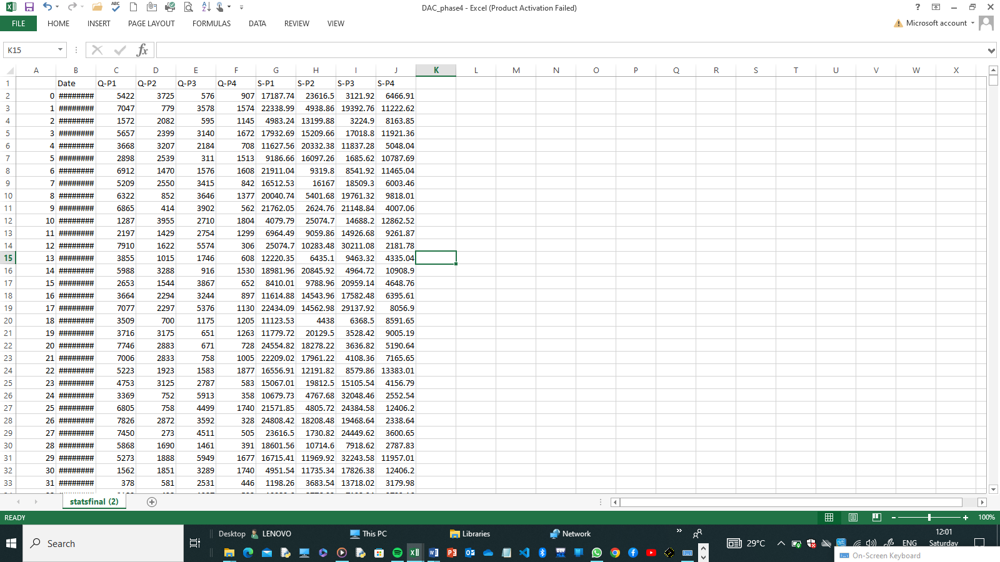 DAC_phase4 - Excel (Product Activation Failed)
FILE HOME INSERT PAGE LAYOUT FORMULAS DATA REVIEW VIEW Microsoft account
K15 fx
A B C D E F G H I J K L M N O P Q R S T U V W X
1 Date Q-P1 Q-P2 Q-P3 Q-P4 S-P1 S-P2 S-P3 S-P4
2 0 ######## 5422 3725 576 907 17187.74 23616.5 3121.92 6466.91
3 1 ######## 7047 779 3578 1574 22338.99 4938.86 19392.76 11222.62
4 2 ######## 1572 2082 595 1145 4983.24 13199.88 3224.9 8163.85
5 3 ######## 5657 2399 3140 1672 17932.69 15209.66 17018.8 11921.36
6 4 ######## 3668 3207 2184 708 11627.56 20332.38 11837.28 5048.04
7 5 ######## 2898 2539 311 1513 9186.66 16097.26 1685.62 10787.69
8 6 ######## 6912 1470 1576 1608 21911.04 9319.8 8541.92 11465.04
9 7 ######## 5209 2550 3415 842 16512.53 16167 18509.3 6003.46
10 8 ######## 6322 852 3646 1377 20040.74 5401.68 19761.32 9818.01
11 9 ######## 6865 414 3902 562 21762.05 2624.76 21148.84 4007.06
12 10 ######## 1287 3955 2710 1804 4079.79 25074.7 14688.2 12862.52
13 11 ######## 2197 1429 2754 1299 6964.49 9059.86 14926.68 9261.87
14 12 ######## 7910 1622 5574 306 25074.7 10283.48 30211.08 2181.78
15 13 ######## 3855 1015 1746 608 12220.35 6435.1 9463.32 4335.04
16 14 ######## 5988 3288 916 1530 18981.96 20845.92 4964.72 10908.9
17 15 ######## 2653 1544 3867 652 8410.01 9788.96 20959.14 4648.76
18 16 ######## 3664 2294 3244 897 11614.88 14543.96 17582.48 6395.61
19 17 ######## 7077 2297 5376 1130 22434.09 14562.98 29137.92 8056.9
20 18 ######## 3509 700 1175 1205 11123.53 4438 6368.5 8591.65
21 19 ######## 3716 3175 651 1263 11779.72 20129.5 3528.42 9005.19
22 20 ######## 7746 2883 671 728 24554.82 18278.22 3636.82 5190.64
23 21 ######## 7006 2833 758 1005 22209.02 17961.22 4108.36 7165.65
24 22 ######## 5223 1923 1583 1877 16556.91 12191.82 8579.86 13383.01
25 23 ######## 4753 3125 2787 583 15067.01 19812.5 15105.54 4156.79
26 24 ######## 3369 752 5913 358 10679.73 4767.68 32048.46 2552.54
27 25 ######## 6805 758 4499 1740 21571.85 4805.72 24384.58 12406.2
28 26 ######## 7826 2872 3592 328 24808.42 18208.48 19468.64 2338.64
29 27 ######## 7450 273 4511 505 23616.5 1730.82 24449.62 3600.65
30 28 ######## 5868 1690 1461 391 18601.56 10714.6 7918.62 2787.83
31 29 ######## 5273 1888 5949 1677 16715.41 11969.92 32243.58 11957.01
32 30 ######## 1562 1851 3289 1740 4951.54 11735.34 17826.38 12406.2
33 31 ######## 378 581 2531 446 1198.26 3683.54 13718.02 3179.98
statsfinal (2)
READY 100%
Desktop LENOVO This PC Libraries Network
Search 29°C ENG 12:01 Saturday
On-Screen Keyboard